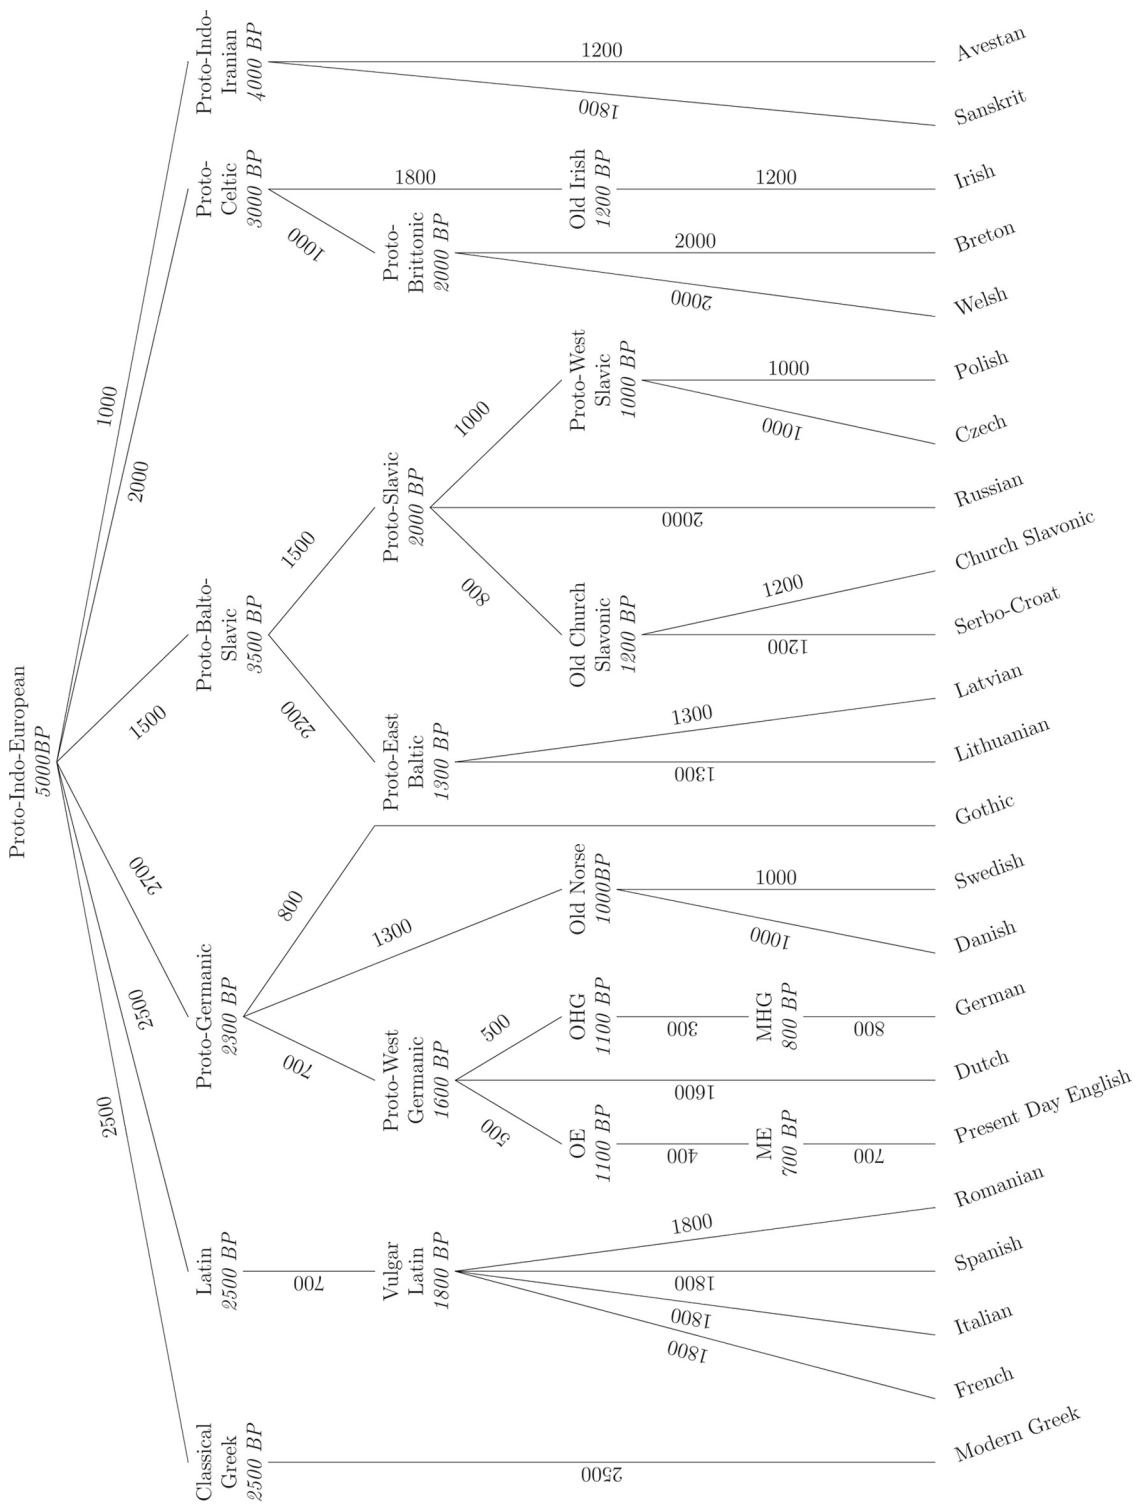 Proto-Indo-European
5000BP
1000
2000
1500
2700
2500
2500
Proto-Indo-
Iranian
4000 BP
1200
1800
Avestan
Sanskrit
Proto-
Celtic
3000 BP
1800
1000
Old Irish
1200 BP
1200
Irish
Proto-
Brittonic
2000 BP
2000
2000
Breton
Welsh
Proto-Balto-
Slavic
3500 BP
1500
2200
Proto-Slavic
2000 BP
1000
2000
800
Proto-West
Slavic
1000 BP
1000
1000
Polish
Czech
Russian
Old Church
Slavonic
1200 BP
1200
1200
Church Slavonic
Serbo-Croat
Proto-East
Baltic
1300 BP
1300
1300
Latvian
Lithuanian
Proto-Germanic
2300 BP
800
1300
700
Gothic
Old Norse
1000BP
1000
1000
Swedish
Danish
Proto-West
Germanic
1600 BP
500
1600
500
OHG
1100 BP
300
MHG
800 BP
800
German
Dutch
OE
1100 BP
400
ME
700 BP
700
Present Day English
Latin
2500 BP
700
Vulgar
Latin
1800 BP
1800
1800
1800
1800
Romanian
Spanish
Italian
French
Classical
Greek
2500 BP
2500
Modern Greek